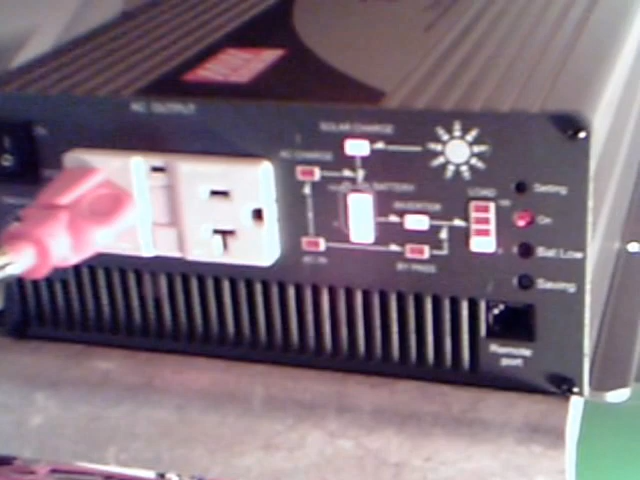 AC OUTPUT
SOLAR CHARGE
AC CHARGE
BATTERY
INVERTER
LOAD
AC IN
BY PASS
Setting
On
Bat Low
Saving
Remote
port